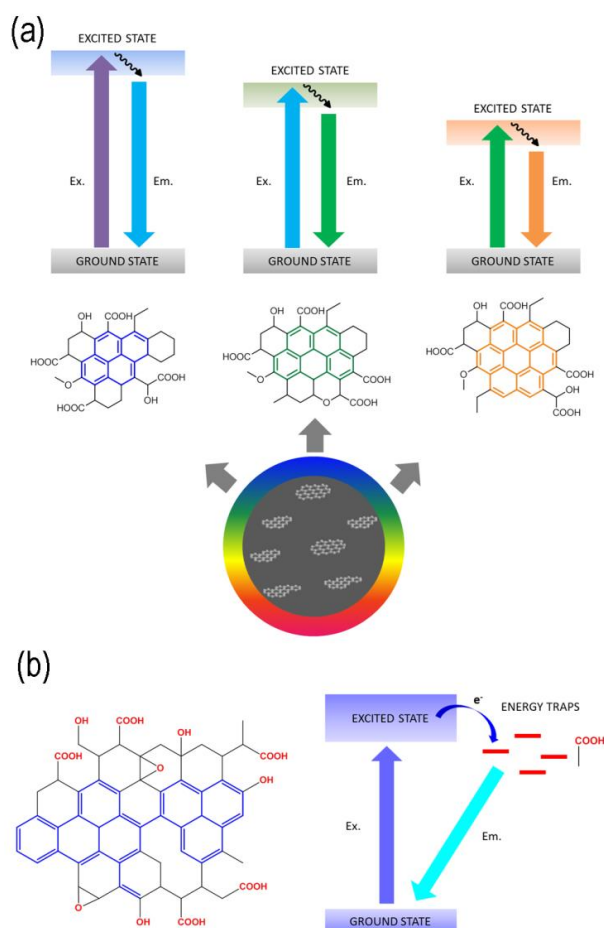 (a)
EXCITED STATE
Ex.
Em.
GROUND STATE
EXCITED STATE
Ex.
Em.
GROUND STATE
EXCITED STATE
Ex.
Em.
GROUND STATE
OH
COOH
HOOC
O
HOOC
COOH
OH
OH
COOH
HOOC
O
COOH
O
COOH
OH
COOH
HOOC
O
COOH
OH
COOH
(b)
OH
COOH
COOH
O
OH
COOH
OH
O
OH
COOH
COOH
EXCITED STATE
e-
ENERGY TRAPS
COOH
Ex.
Em.
GROUND STATE